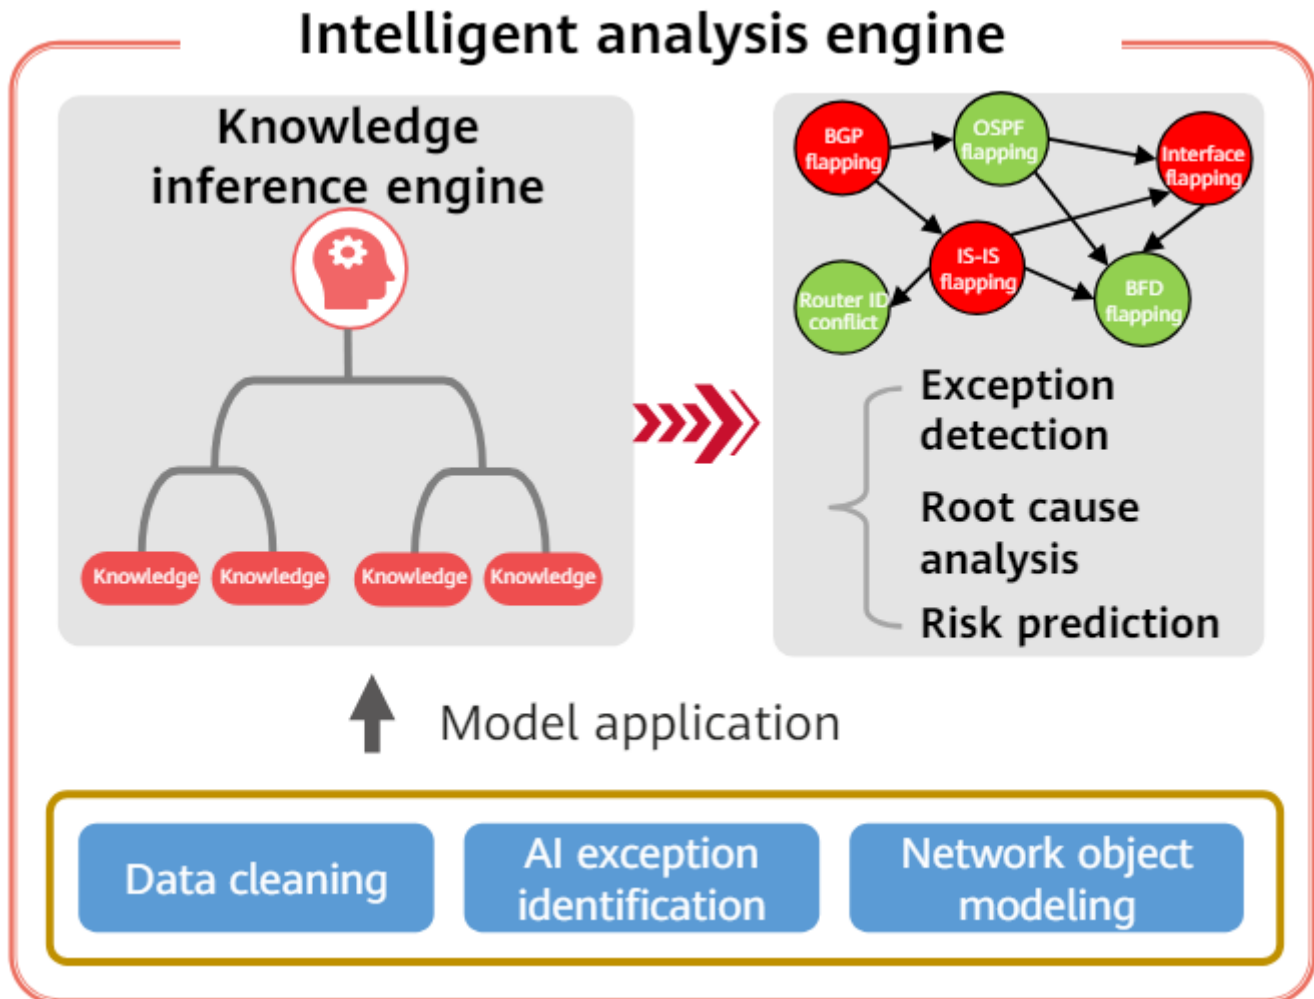 Intelligent analysis engine
Knowledge
inference engine
Knowledge
Knowledge
Knowledge
Knowledge
BGP
flapping
OSPF
flapping
Interface
flapping
IS-IS
flapping
Router ID
conflict
BFD
flapping
Exception
detection
Root cause
analysis
Risk prediction
Model application
Data cleaning
AI exception
identification
Network object
modeling